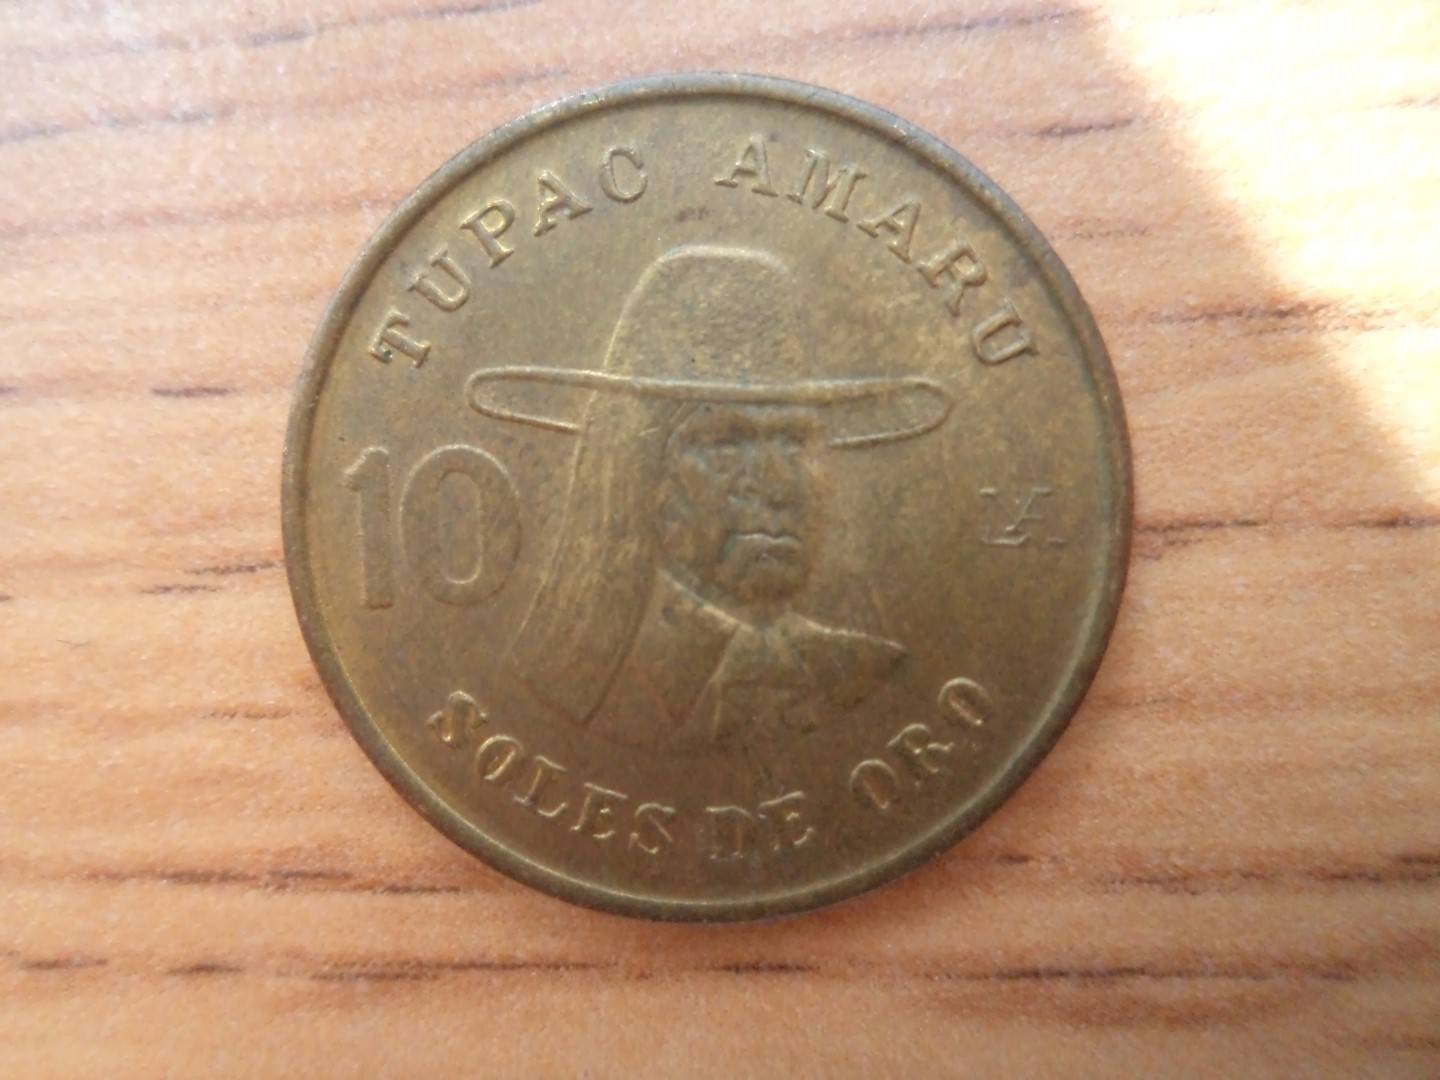 TUPAC AMARU
10
SOLES DE ORO